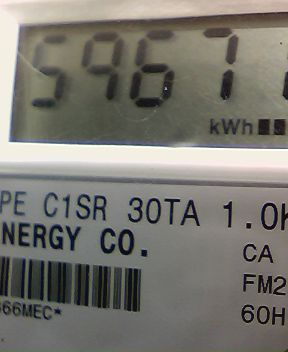 5967
kWh
PE C1SR 30TA 1.0
NERGY CO.
CA
FM2
60H
66MEC*